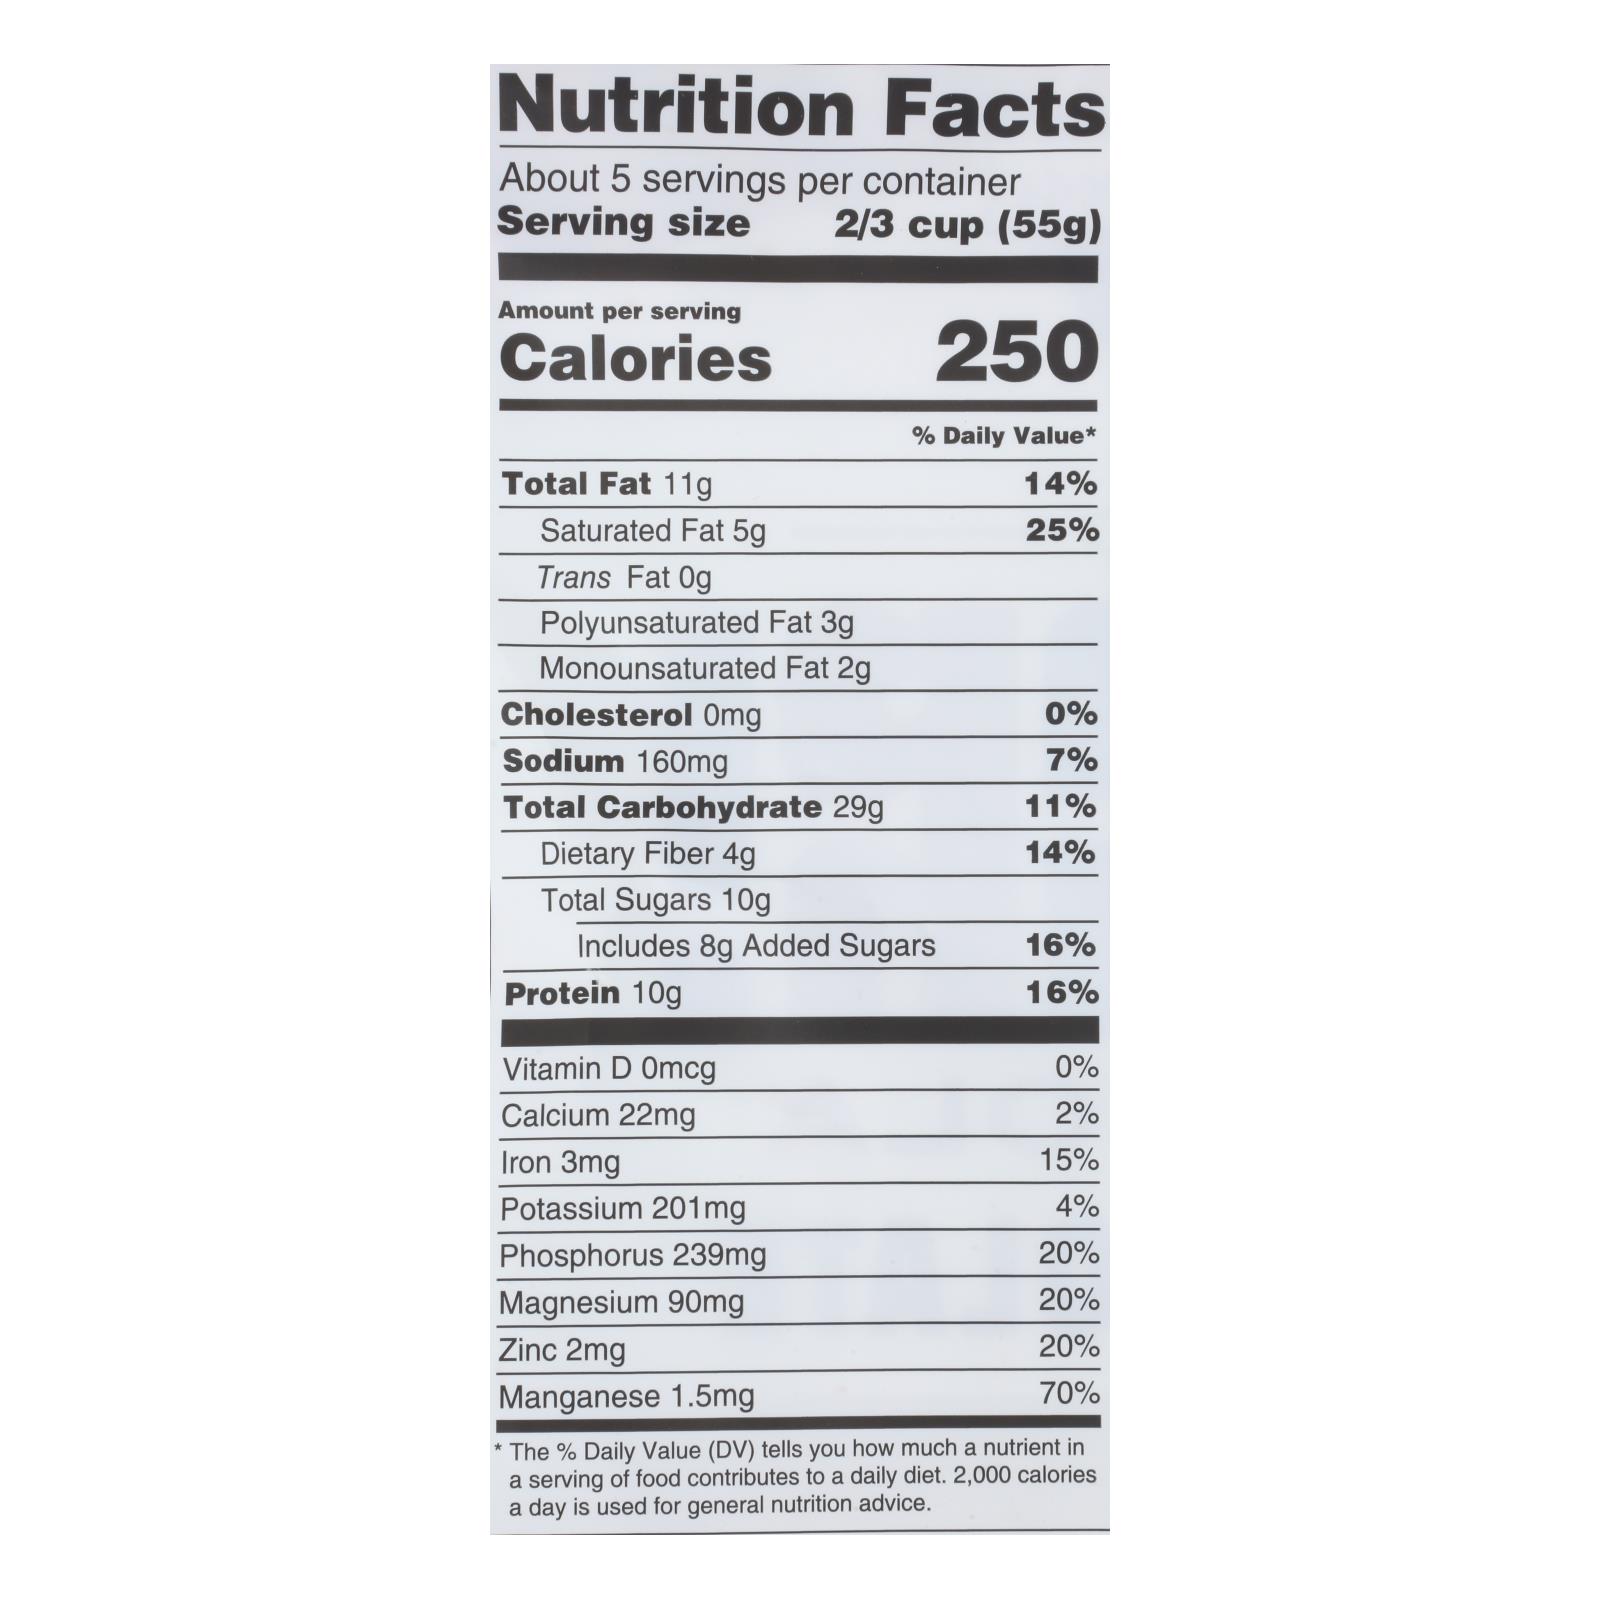 Nutrition Facts
About 5 servings per container
Serving size 2/3 cup (55g)
Amount per serving
Calories 250
% Daily Value*
Total Fat 11g 14%
Saturated Fat 5g 25%
Trans Fat 0g
Polyunsaturated Fat 3g
Monounsaturated Fat 2g
Cholesterol 0mg 0%
Sodium 160mg 7%
Total Carbohydrate 29g 11%
Dietary Fiber 4g 14%
Total Sugars 10g
Includes 8g Added Sugars 16%
Protein 10g 16%
Vitamin D 0mcg 0%
Calcium 22mg 2%
Iron 3mg 15%
Potassium 201mg 4%
Phosphorus 239mg 20%
Magnesium 90mg 20%
Zinc 2mg 20%
Manganese 1.5mg 70%
* The % Daily Value (DV) tells you how much a nutrient in
a serving of food contributes to a daily diet. 2,000 calories
a day is used for general nutrition advice.